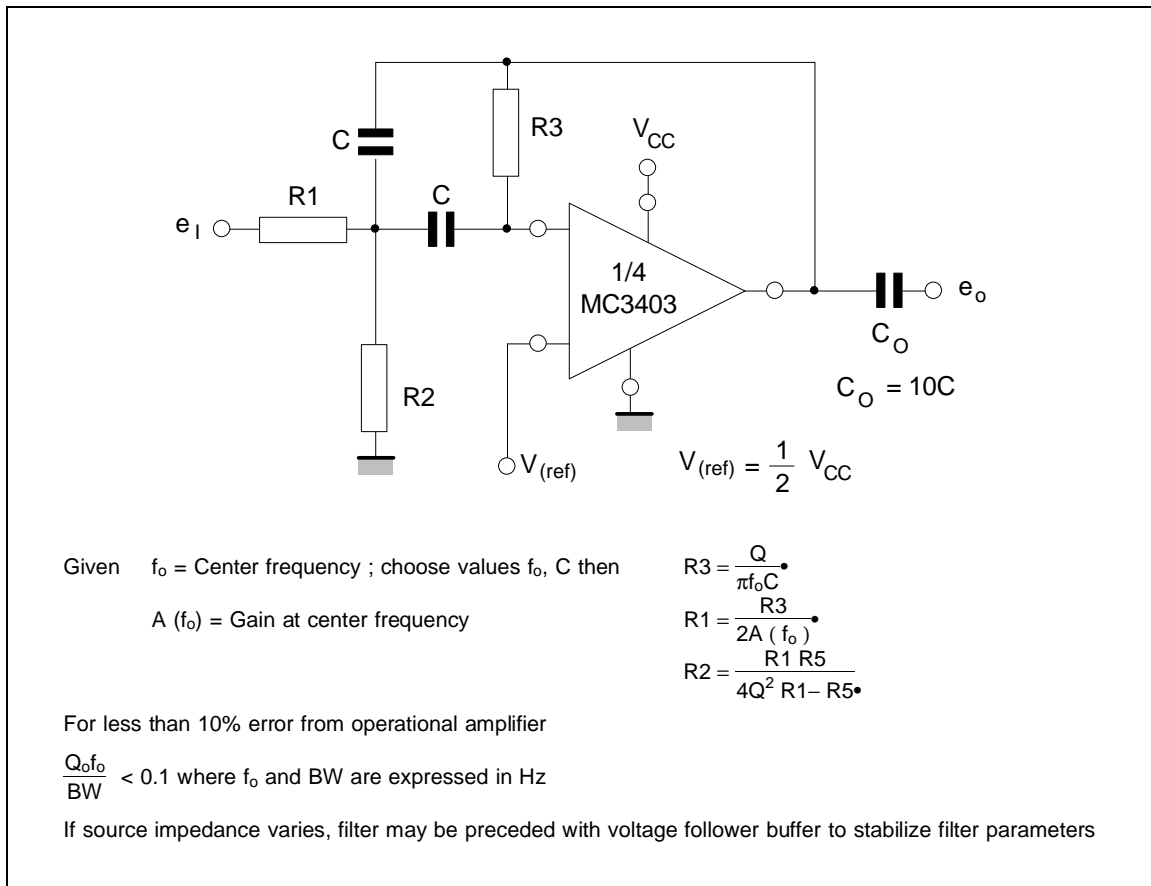 C
R3
V_CC
R1
C
e_I
1/4
MC3403
e_o
C_O
R2
C_O = 10C
V_(ref)
V_(ref) = 1/2 V_CC
Given f_o = Center frequency ; choose values f_o, C then
R3 = Q/πf_oC •
A (f_o) = Gain at center frequency
R1 = R3/2A ( f_o ) •
R2 = R1 R5/4Q² R1– R5 •
For less than 10% error from operational amplifier
Q_of_o/BW < 0.1 where f_o and BW are expressed in Hz
If source impedance varies, filter may be preceded with voltage follower buffer to stabilize filter parameters